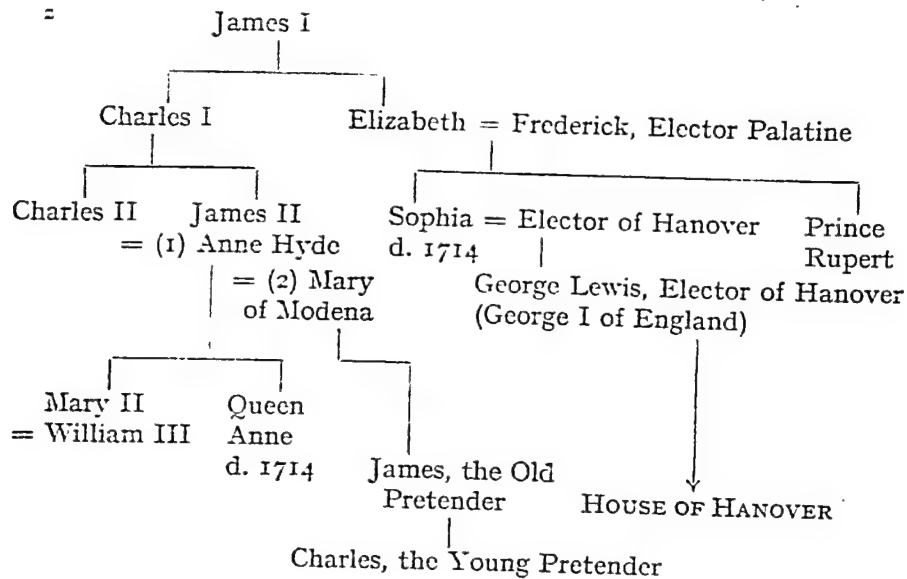 James I
Charles I
Elizabeth = Frederick, Elector Palatine
Charles II
James II
= (1) Anne Hyde
= (2) Mary
of Modena
Sophia = Elector of Hanover
d. 1714
Prince
Rupert
George Lewis, Elector of Hanover
(George I of England)
Mary II
= William III
Queen
Anne
d. 1714
James, the Old
Pretender
HOUSE OF HANOVER
Charles, the Young Pretender